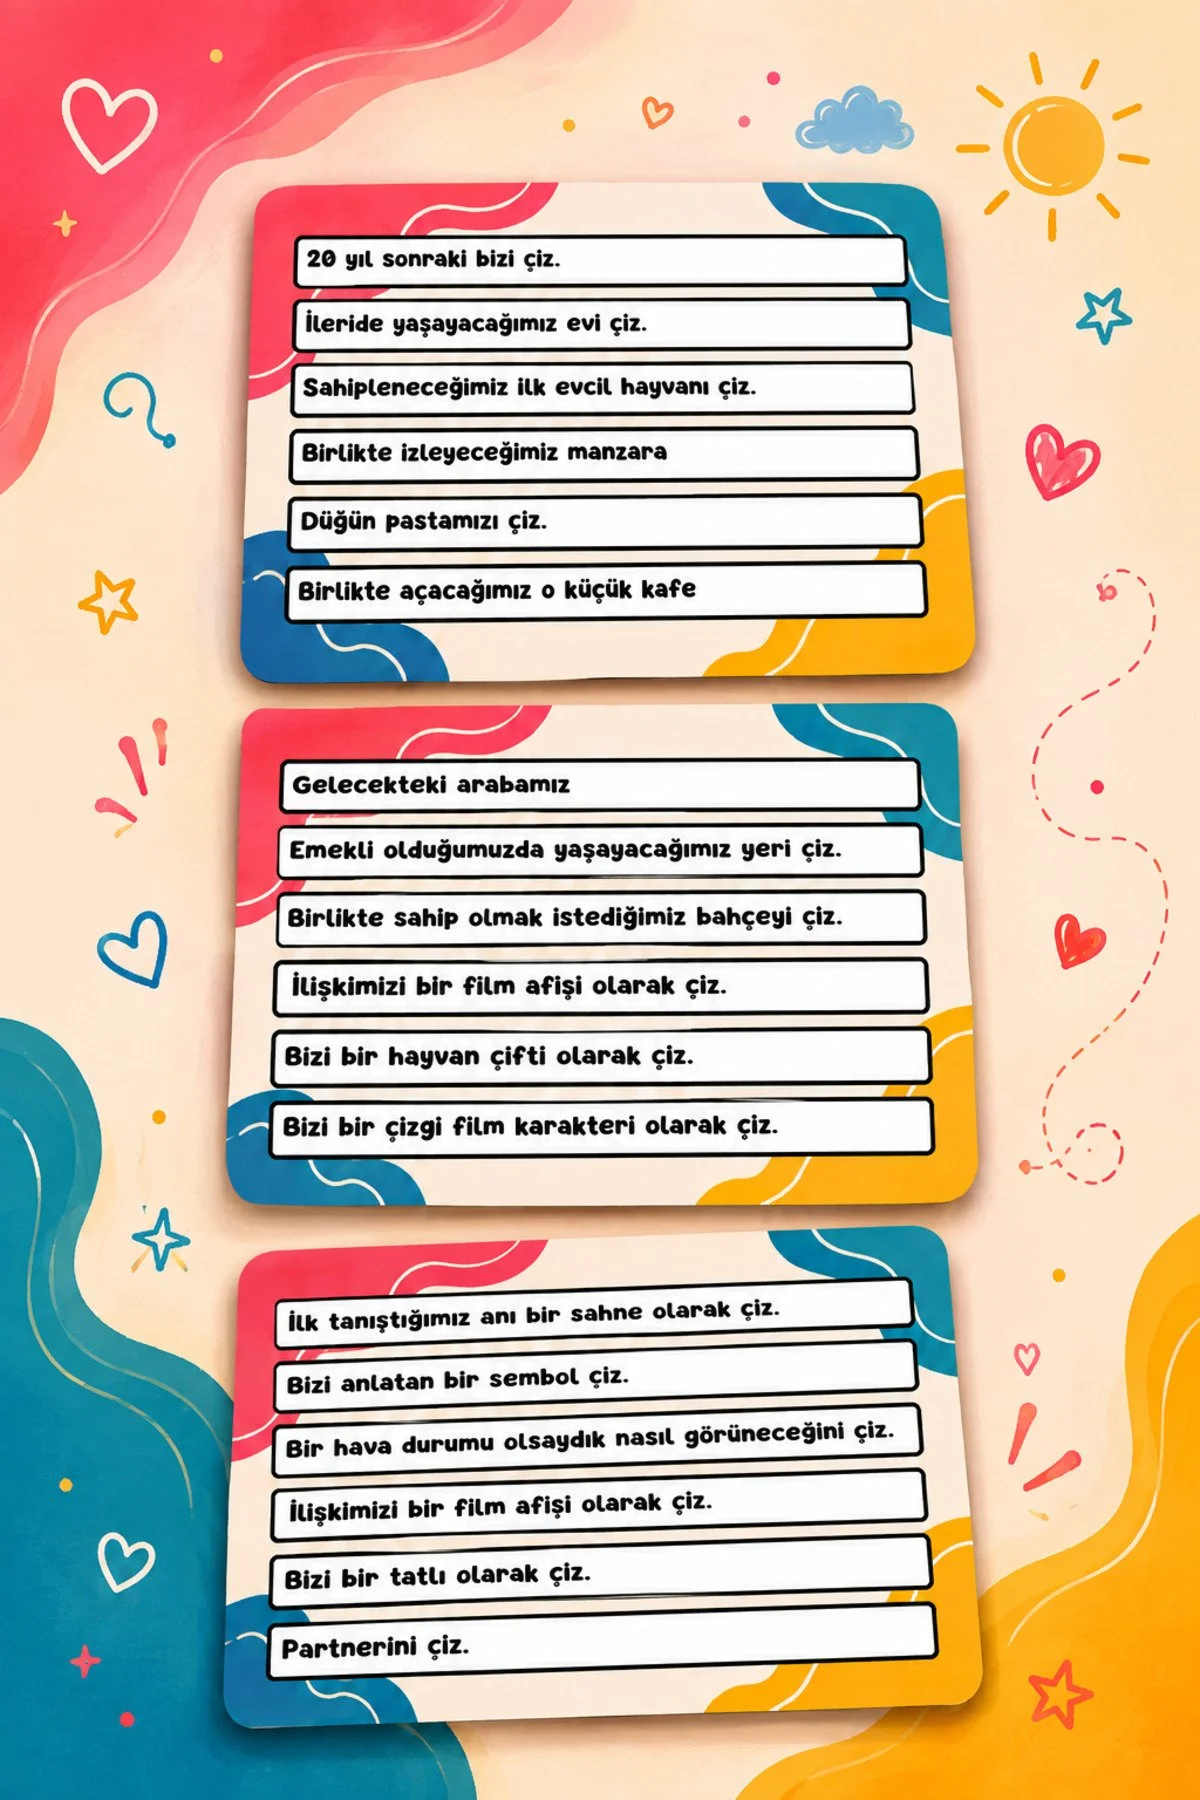 20 yıl sonraki bizi çiz.
İleride yaşayacağımız evi çiz.
Sahipleneceğimiz ilk evcil hayvanı çiz.
Birlikte izleyeceğimiz manzara
Düğün pastamızı çiz.
Birlikte açacağımız o küçük kafe
Gelecekteki arabamız
Emekli olduğumuzda yaşayacağımız yeri çiz.
Birlikte sahip olmak istediğimiz bahçeyi çiz.
İlişkimizi bir film afişi olarak çiz.
Bizi bir hayvan çifti olarak çiz.
Bizi bir çizgi film karakteri olarak çiz.
İlk tanıştığımız anı bir sahne olarak çiz.
Bizi anlatan bir sembol çiz.
Bir hava durumu olsaydık nasıl görüneceğini çiz.
İlişkimizi bir film afişi olarak çiz.
Bizi bir tatlı olarak çiz.
Partnerini çiz.